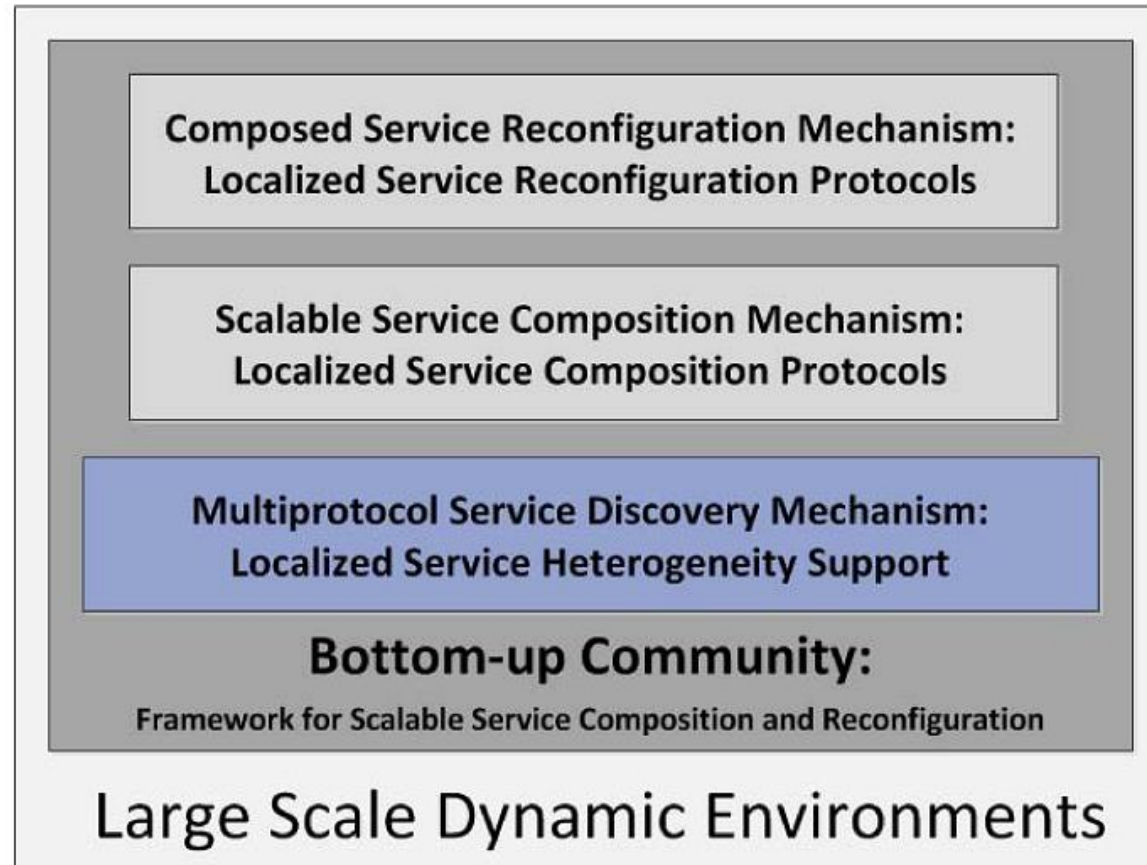 Composed Service Reconfiguration Mechanism:
Localized Service Reconfiguration Protocols
Scalable Service Composition Mechanism:
Localized Service Composition Protocols
Multiprotocol Service Discovery Mechanism:
Localized Service Heterogeneity Support
Bottom-up Community:
Framework for Scalable Service Composition and Reconfiguration
Large Scale Dynamic Environments